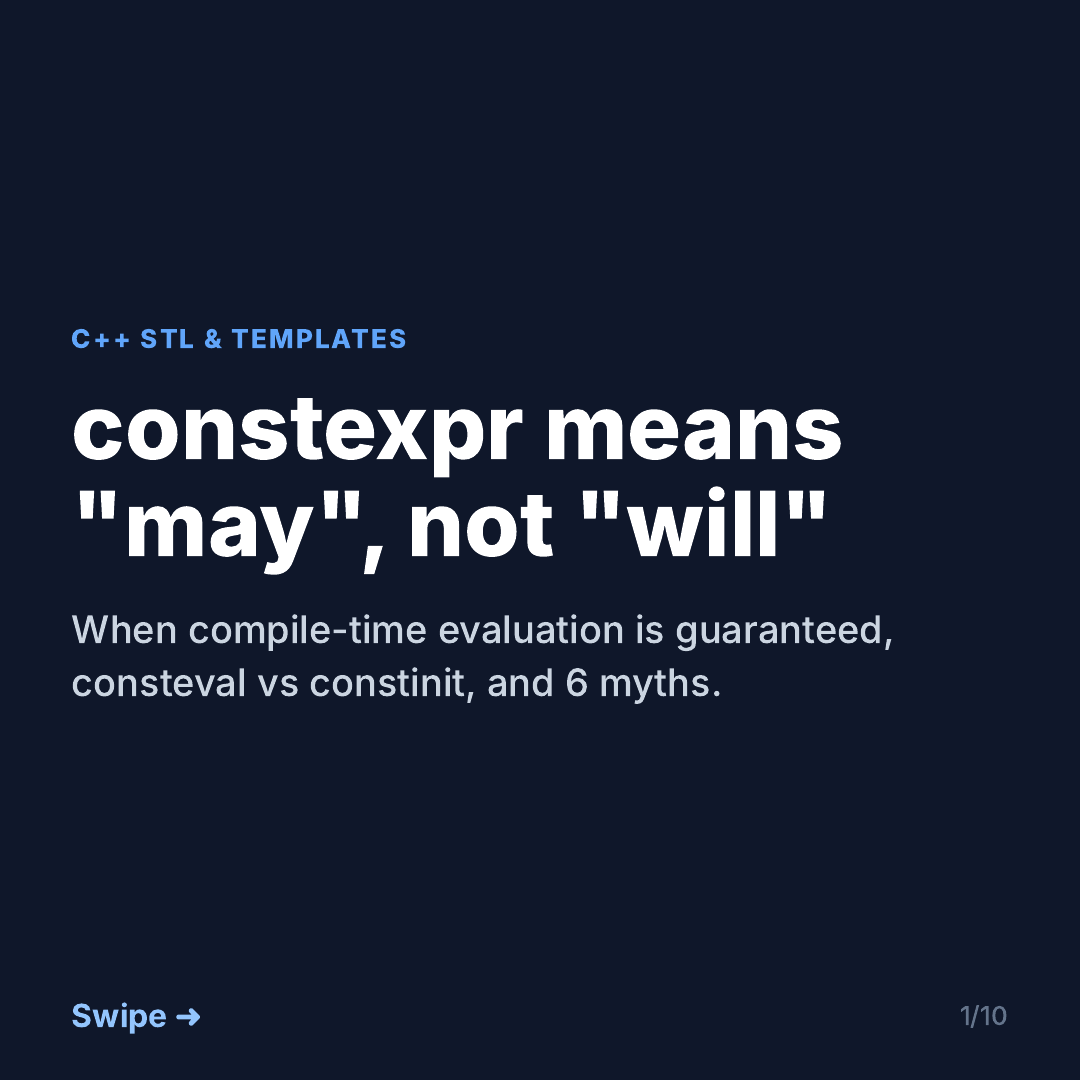 C++ STL & TEMPLATES
constexpr means
"may", not "will"
When compile-time evaluation is guaranteed,
consteval vs constinit, and 6 myths.
Swipe ➜
1/10